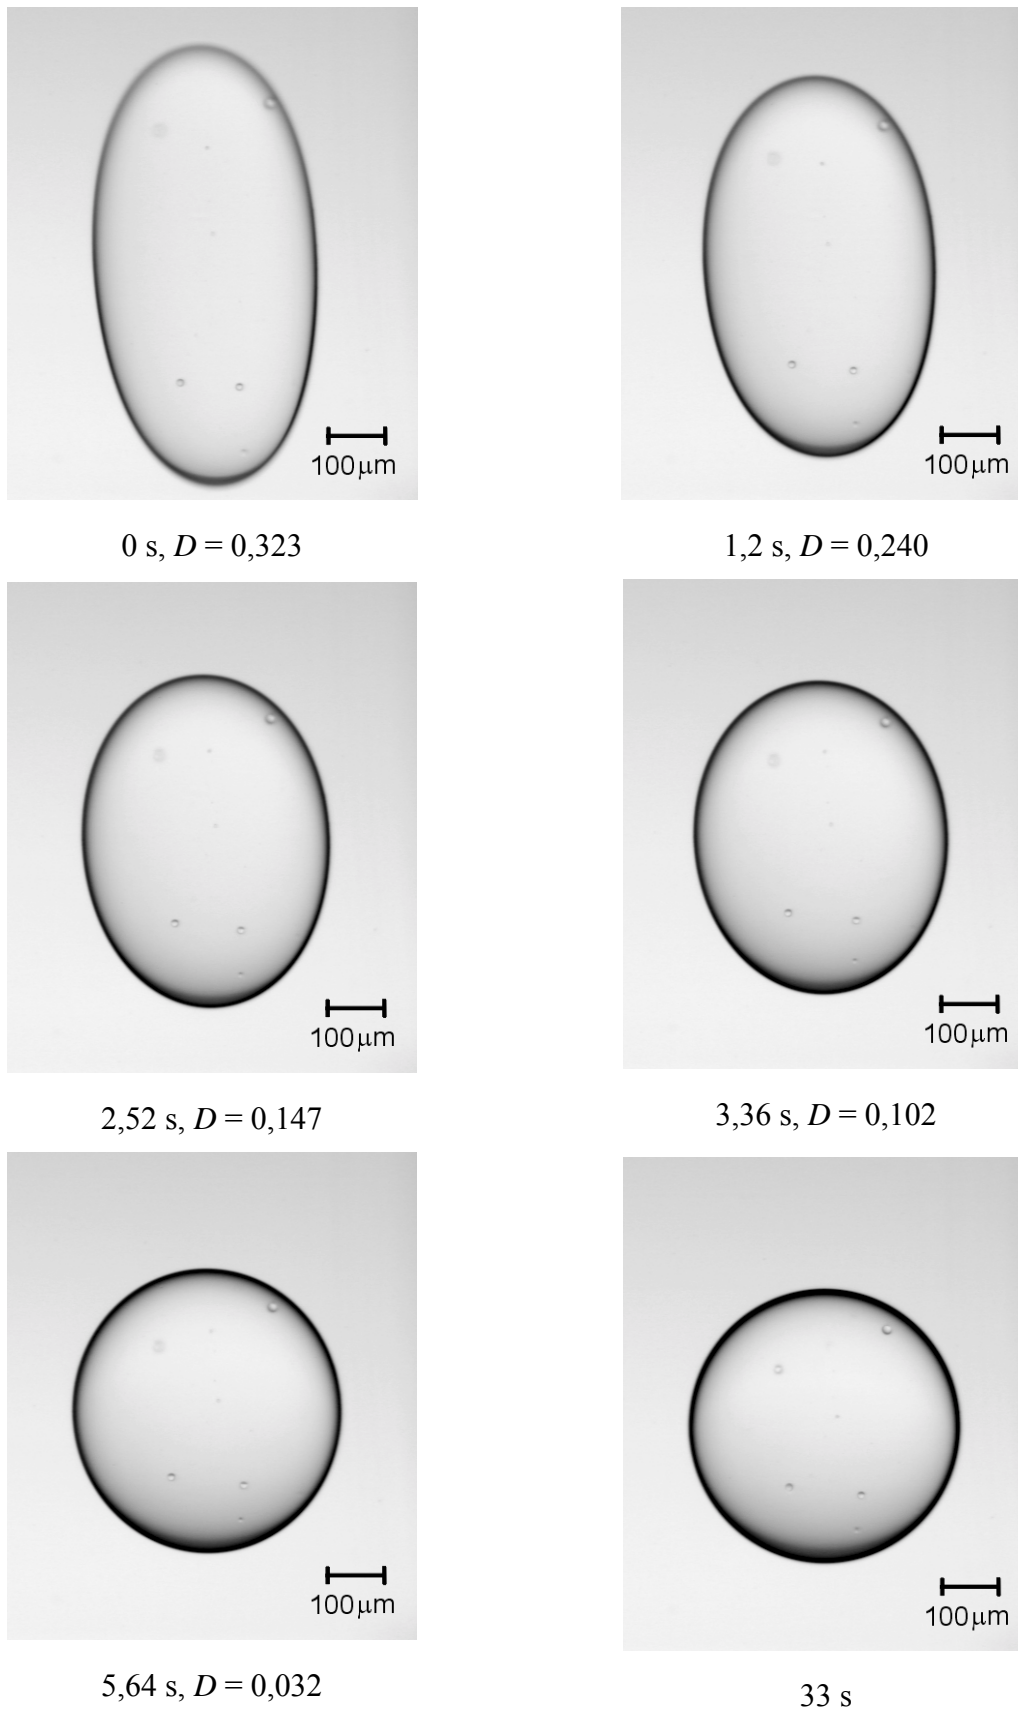 100μm
100μm
0 s, D = 0,323
1,2 s, D = 0,240
100μm
100μm
2,52 s, D = 0,147
3,36 s, D = 0,102
100μm
100μm
5,64 s, D = 0,032
33 s